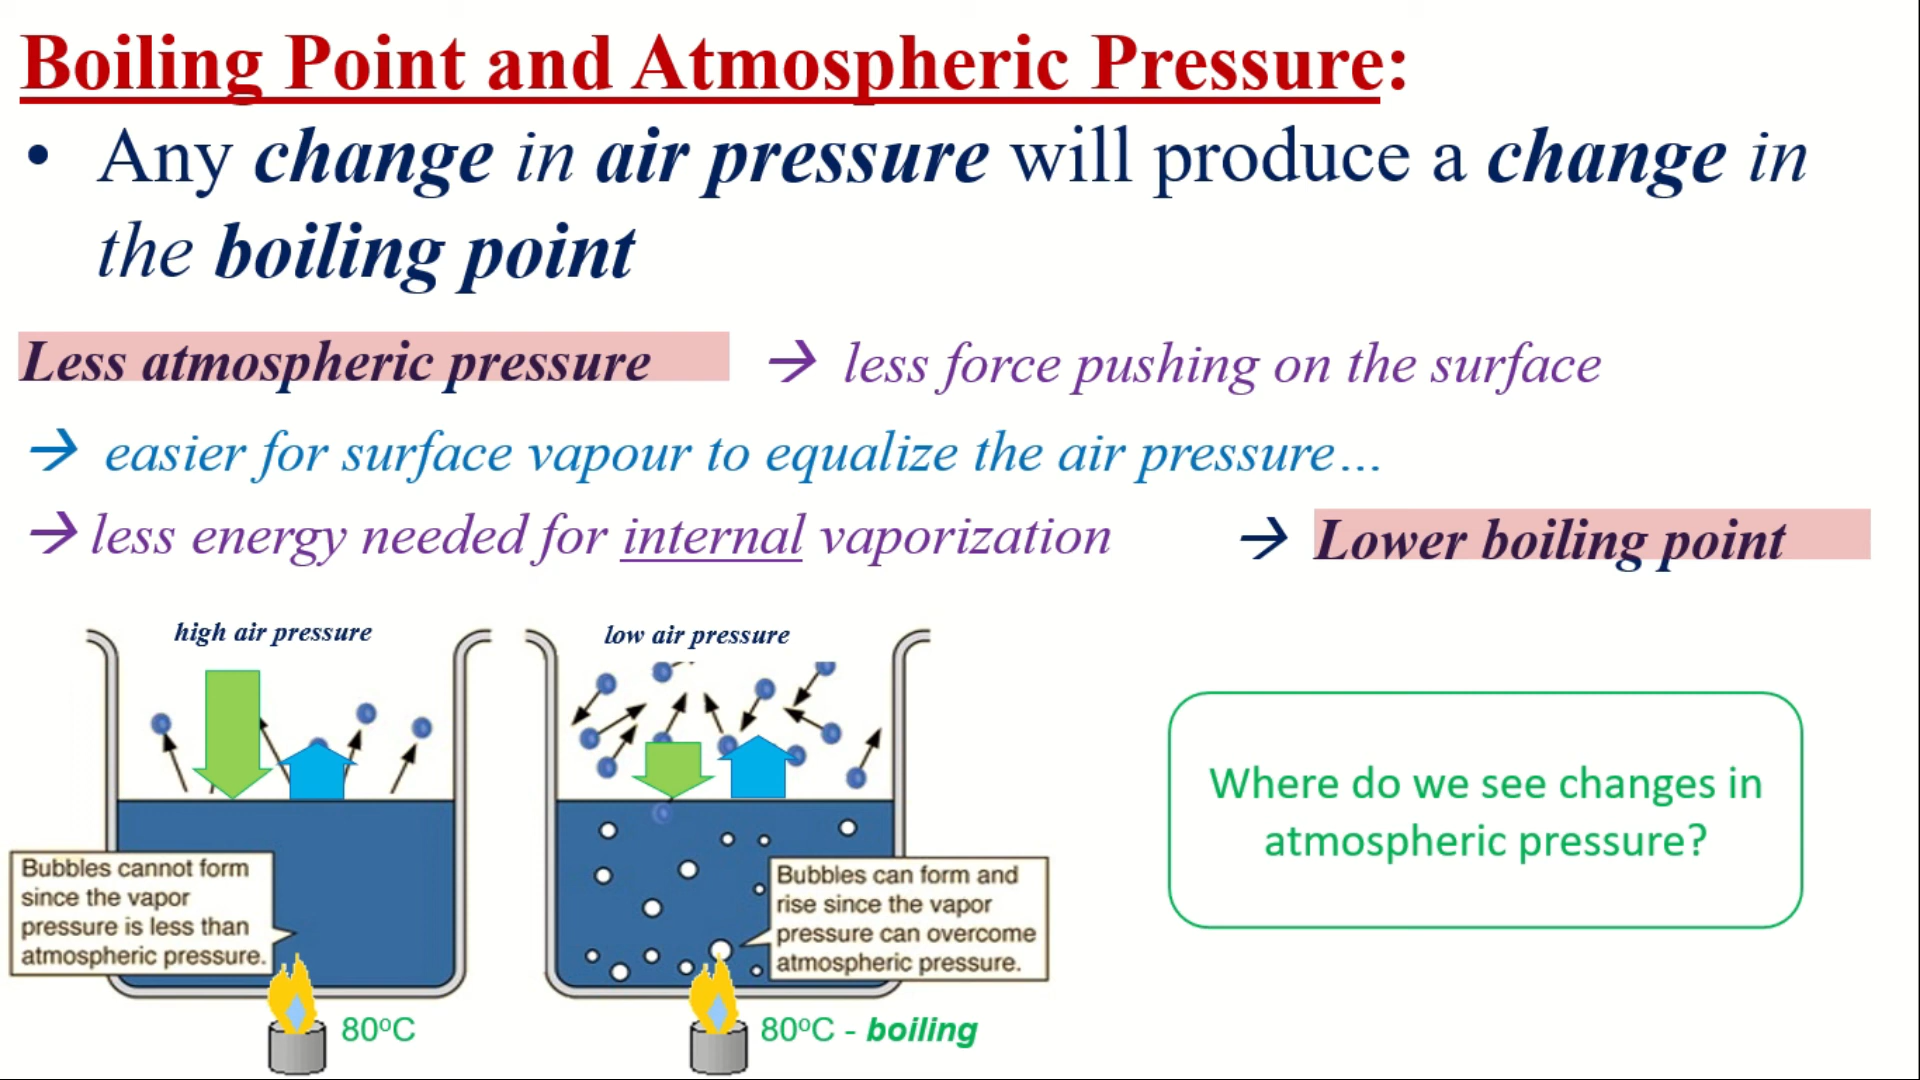 Boiling Point and Atmospheric Pressure:
• Any change in air pressure will produce a change in
the boiling point
Less atmospheric pressure → less force pushing on the surface
→ easier for surface vapour to equalize the air pressure…
→ less energy needed for internal vaporization → Lower boiling point
high air pressure
low air pressure
Bubbles cannot form
since the vapor
pressure is less than
atmospheric pressure.
80°C
Bubbles can form and
rise since the vapor
pressure can overcome
atmospheric pressure.
80°C - boiling
Where do we see changes in
atmospheric pressure?